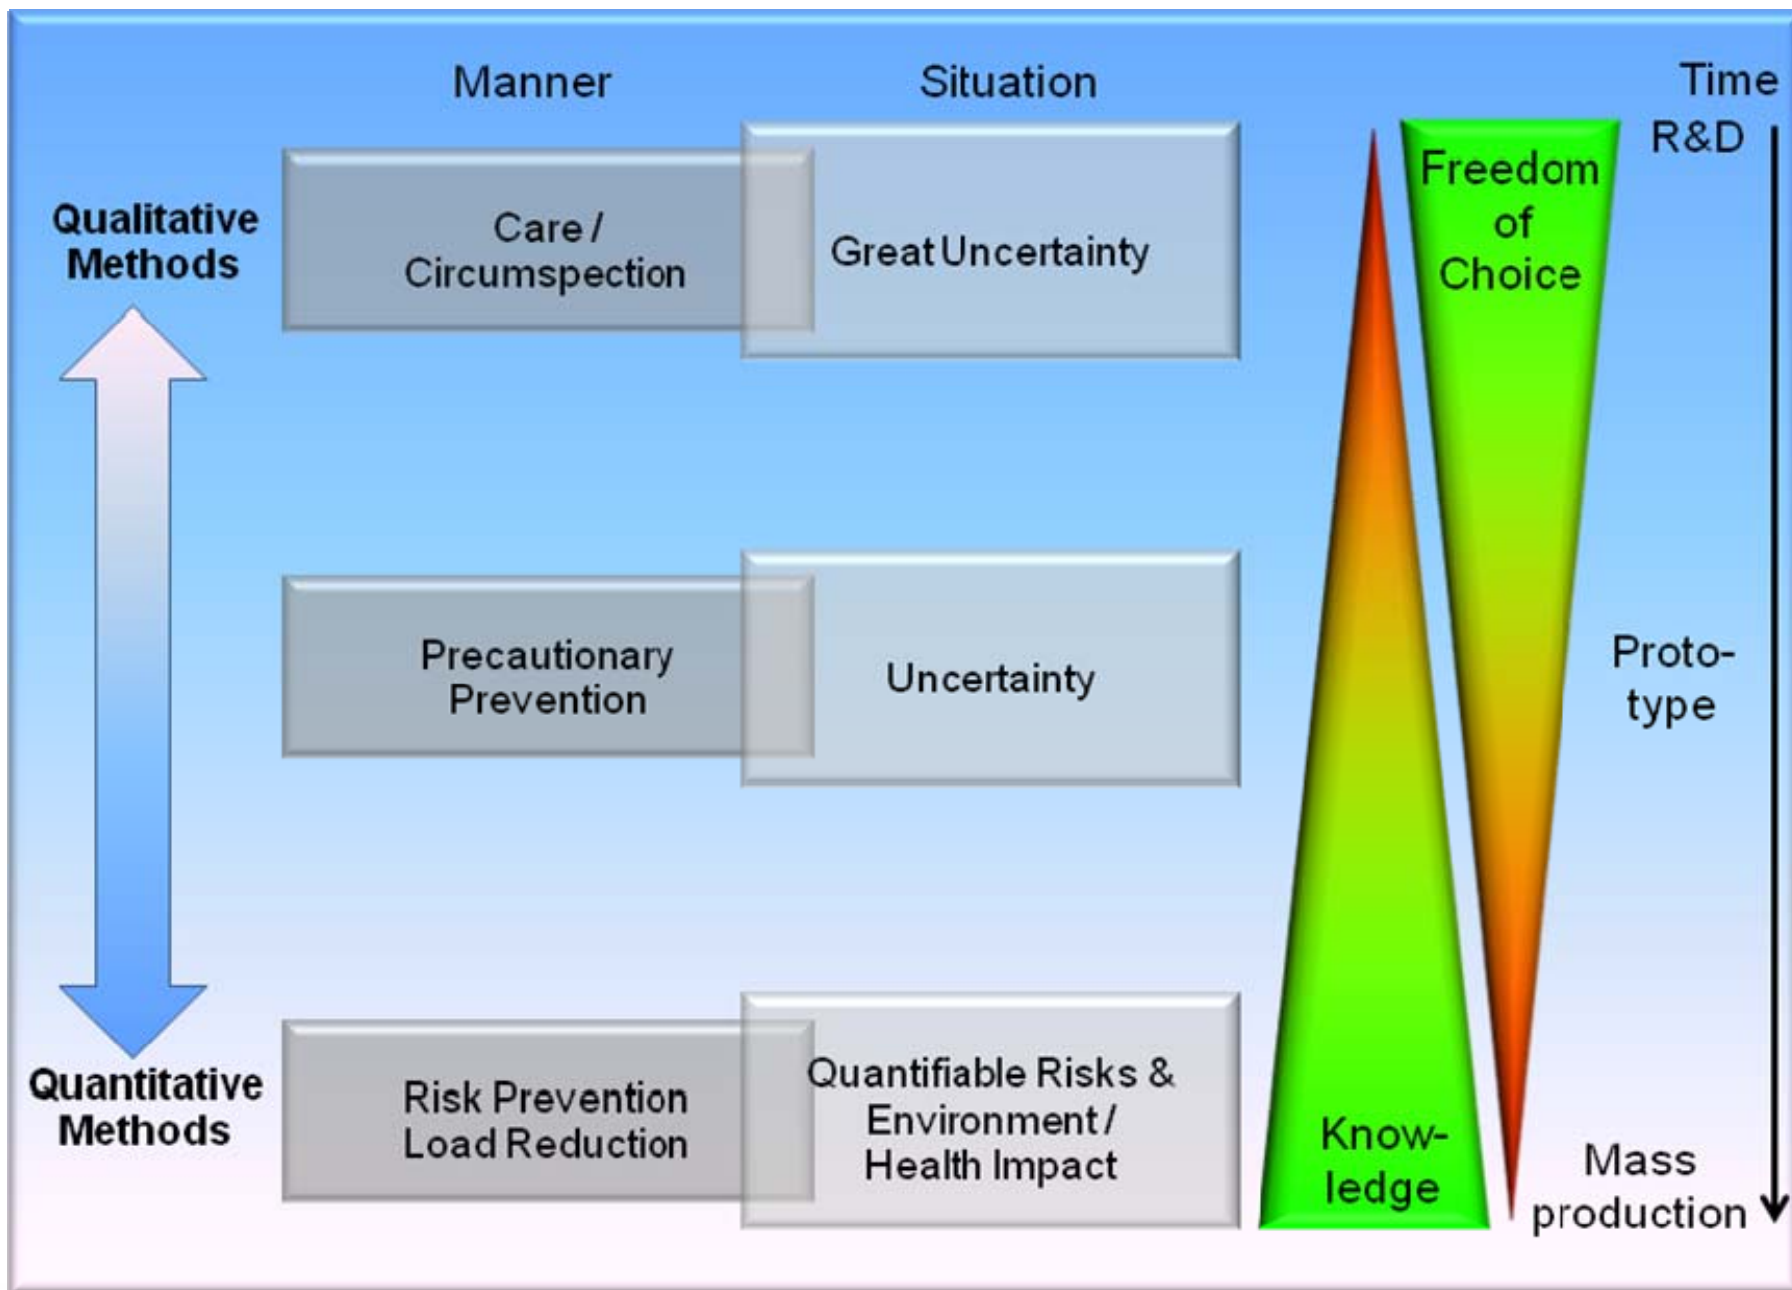 Manner
Situation
Time
R&D
Qualitative
Methods
Care /
Circumspection
Great Uncertainty
Freedom
of
Choice
Precautionary
Prevention
Uncertainty
Proto-
type
Quantitative
Methods
Risk Prevention
Load Reduction
Quantifiable Risks &
Environment /
Health Impact
Know-
ledge
Mass
production